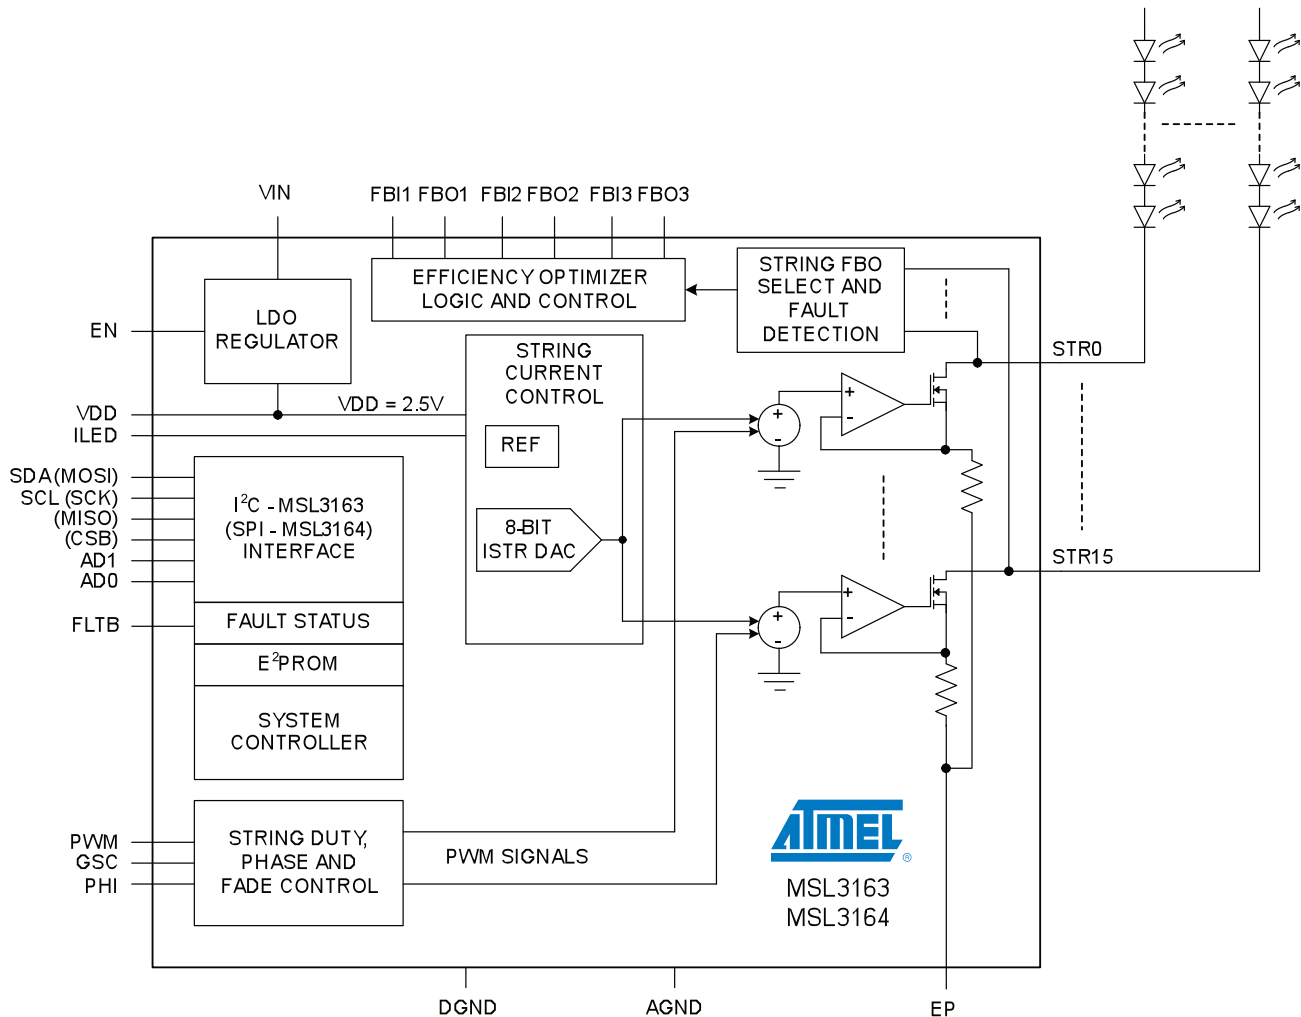 VIN
FBI1 FBO1 FBI2 FBO2 FBI3 FBO3
EFFICIENCY OPTIMIZER
LOGIC AND CONTROL
STRING FBO
SELECT AND
FAULT
DETECTION
LDO
REGULATOR
EN
VDD
ILED
VDD = 2.5V
STRING
CURRENT
CONTROL
REF
8-BIT
ISTR DAC
STR0
STR15
+
-
+
-
+
-
+
-
SDA(MOSI)
SCL (SCK)
(MISO)
(CSB)
AD1
AD0
FLTB
I²C - MSL3163
(SPI - MSL3164)
INTERFACE
FAULT STATUS
E²PROM
SYSTEM
CONTROLLER
PWM
GSC
PHI
STRING DUTY,
PHASE AND
FADE CONTROL
PWM SIGNALS
ATMEL ®
MSL3163
MSL3164
DGND
AGND
EP